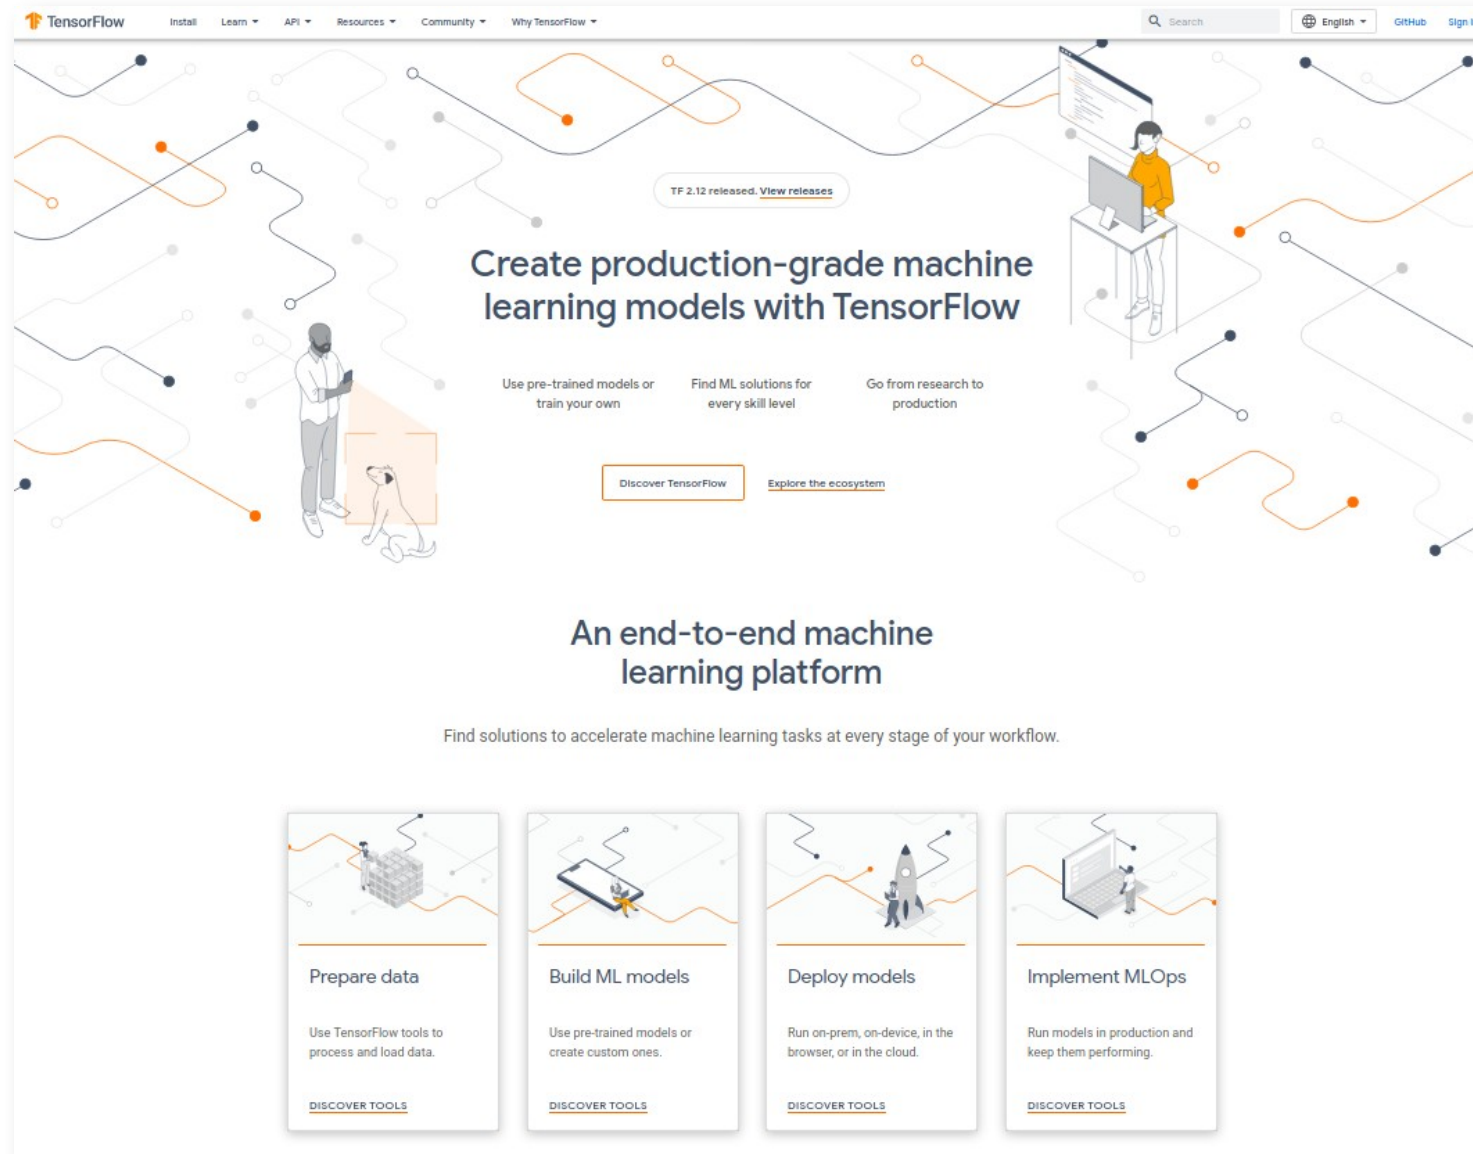 TensorFlow
Install
Learn
API
Resources
Community
Why TensorFlow
Search
English
GitHub
Sign
TF 2.12 released. View releases
Create production-grade machine
learning models with TensorFlow
Use pre-trained models or
train your own
Find ML solutions for
every skill level
Go from research to
production
Discover TensorFlow
Explore the ecosystem
An end-to-end machine
learning platform
Find solutions to accelerate machine learning tasks at every stage of your workflow.
Prepare data
Use TensorFlow tools to
process and load data.
DISCOVER TOOLS
Build ML models
Use pre-trained models or
create custom ones.
DISCOVER TOOLS
Deploy models
Run on-prem, on-device, in the
browser, or in the cloud.
DISCOVER TOOLS
Implement MLOps
Run models in production and
keep them performing.
DISCOVER TOOLS